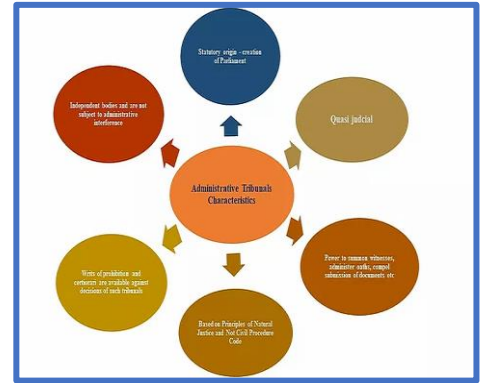 Statutory origin - creation
of Parliament
Independent bodies and are not
subject to administrative
interference
Quasi judicial
Administrative Tribunals
Characteristics
Writs of prohibition and
certiorari are available against
decisions of such tribunals
Power to summon witnesses,
administer oaths, compel
submission of documents etc
Based on Principles of Natural
Justice and Not Civil Procedure
Code